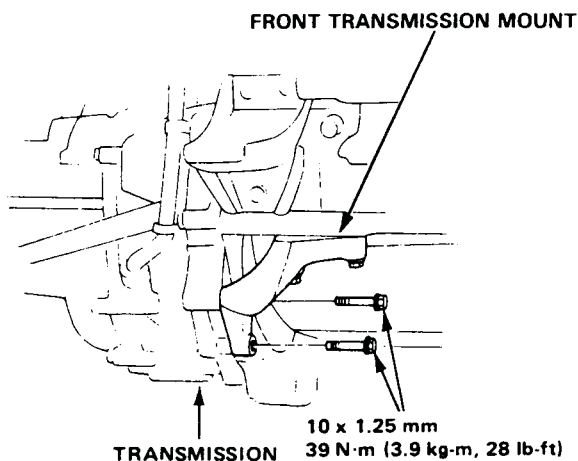 FRONT TRANSMISSION MOUNT
10 x 1.25 mm
39 N·m (3.9 kg-m, 28 lb-ft)
TRANSMISSION